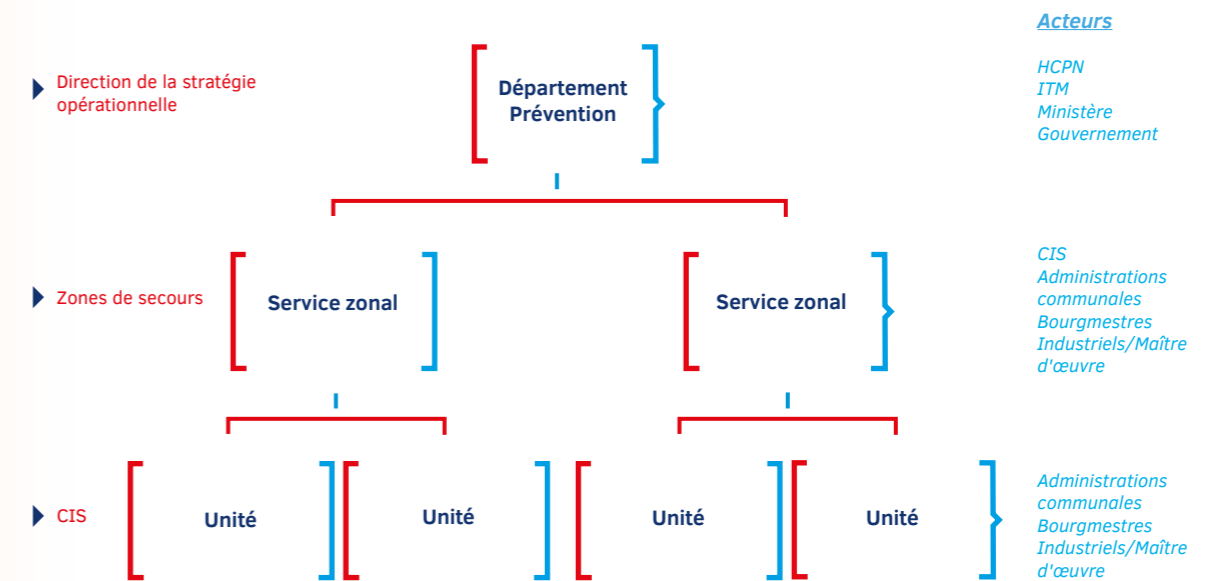 Acteurs
Direction de la stratégie
opérationnelle
Département
Prévention
HCPN
ITM
Ministère
Gouvernement
Zones de secours
Service zonal
Service zonal
CIS
Administrations
communales
Bourgmestres
Industriels/Maître
d'œuvre
CIS
Unité
Unité
Unité
Unité
Administrations
communales
Bourgmestres
Industriels/Maître
d'œuvre